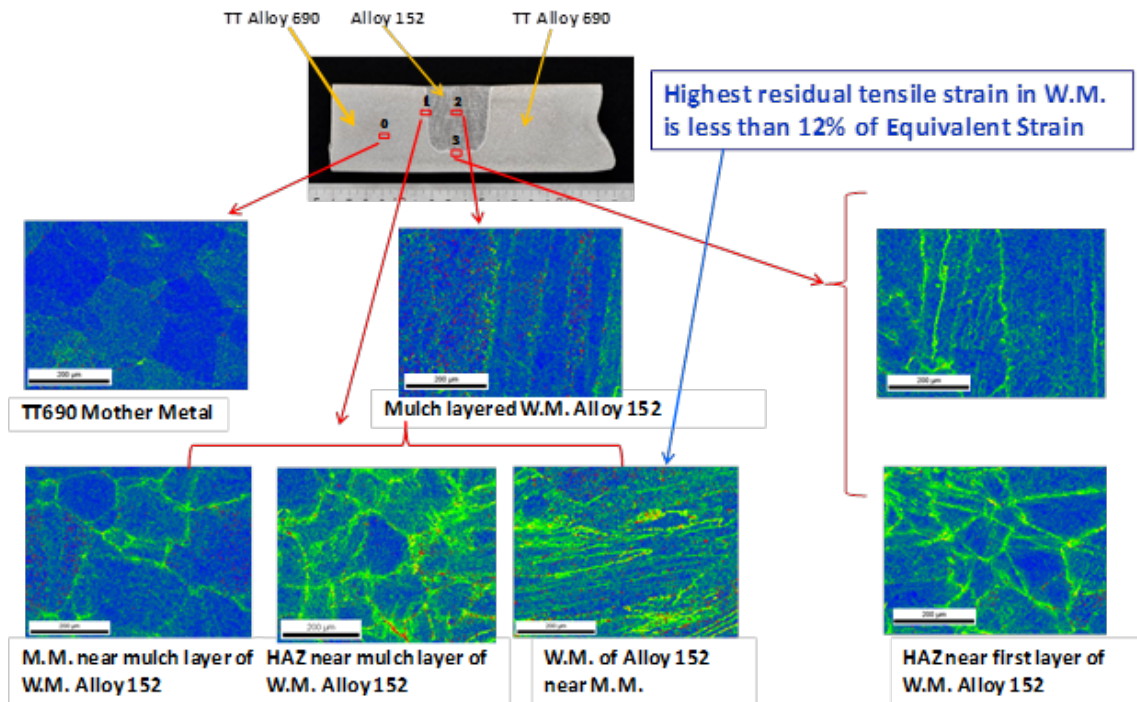 TT Alloy 690
Alloy 152
TT Alloy 690
Highest residual tensile strain in W.M.
is less than 12% of Equivalent Strain
1
2
0
3
200 µm
200 µm
TT690 Mother Metal
Mulch layered W.M. Alloy 152
200 µm
200 µm
200 µm
200 µm
M.M. near mulch layer of
W.M. Alloy 152
HAZ near mulch layer of
W.M. Alloy 152
W.M. of Alloy 152
near M.M.
HAZ near first layer of
W.M. Alloy 152
200 µm